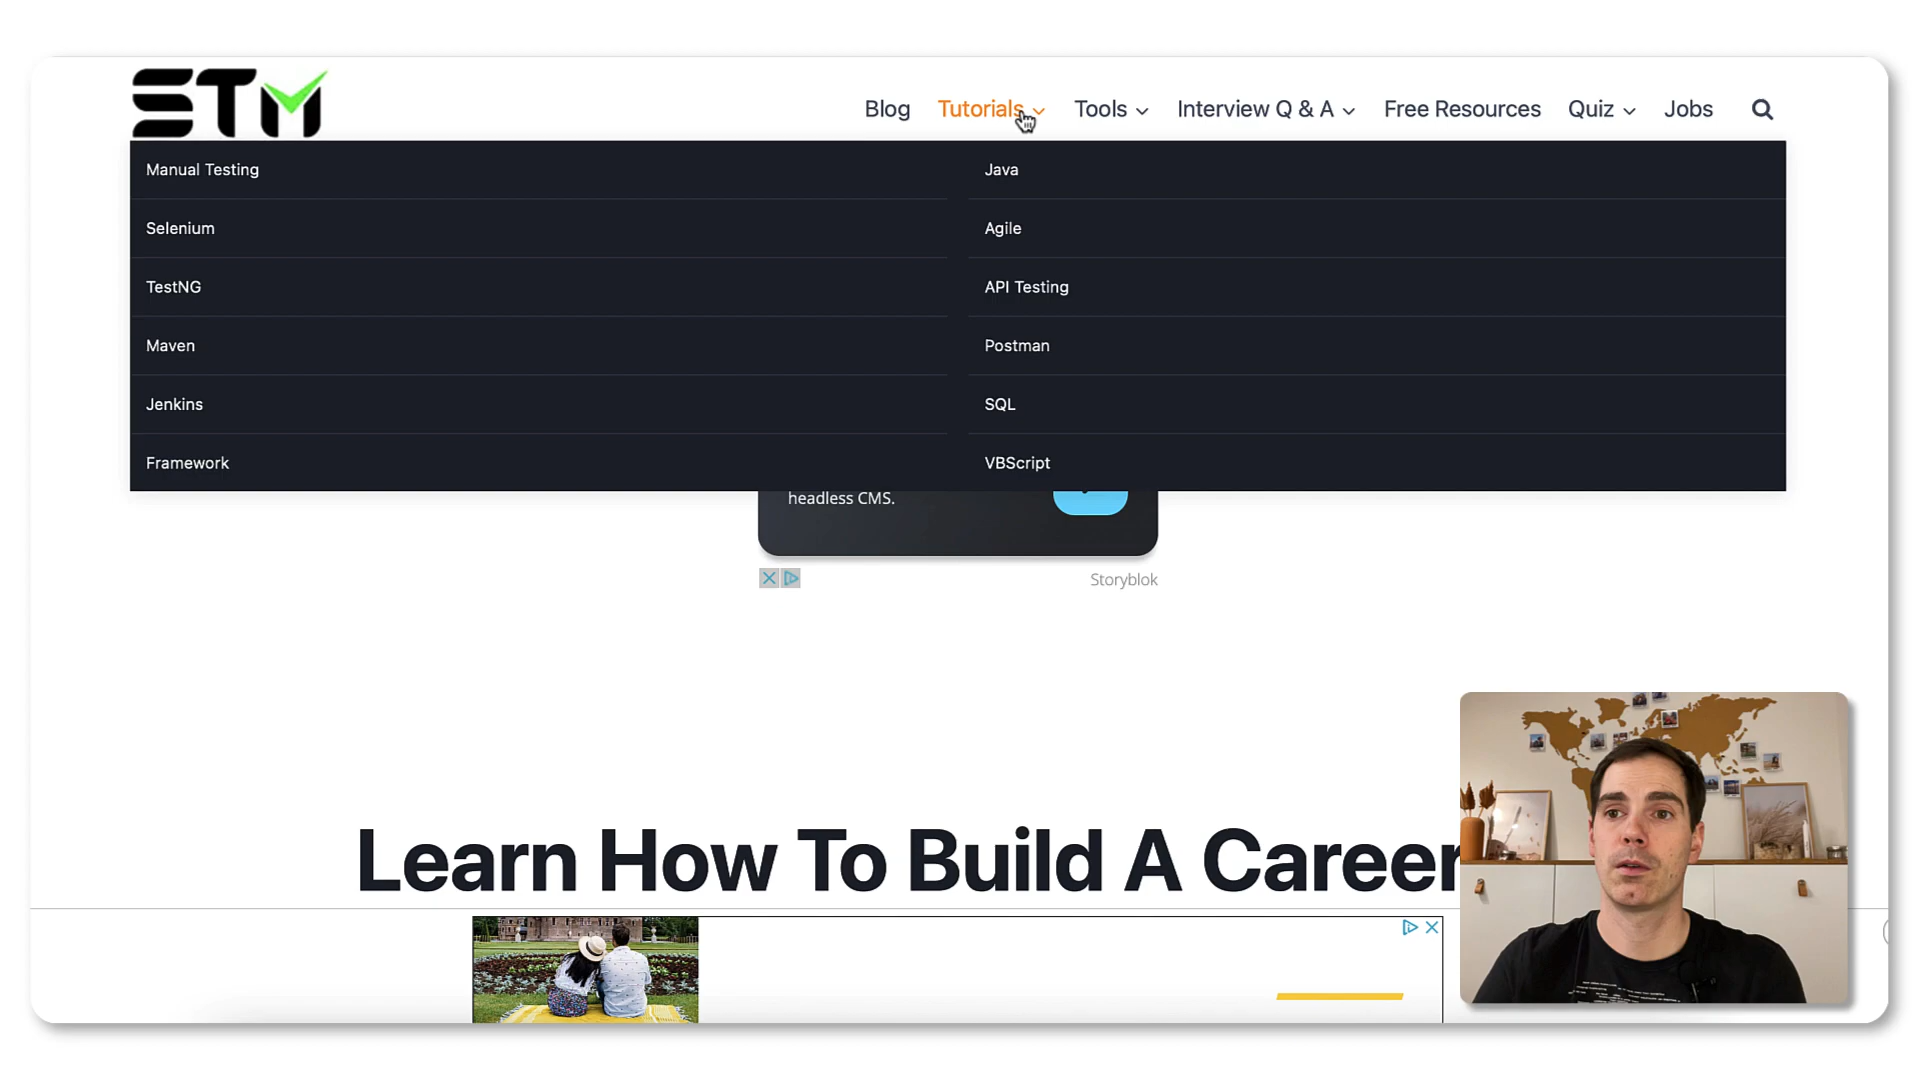 STM
Blog Tutorials Tools Interview Q & A Free Resources Quiz Jobs
Manual Testing
Java
Selenium
Agile
TestNG
API Testing
Maven
Postman
Jenkins
SQL
Framework
VBScript
headless CMS.
Storyblok
Learn How To Build A Career